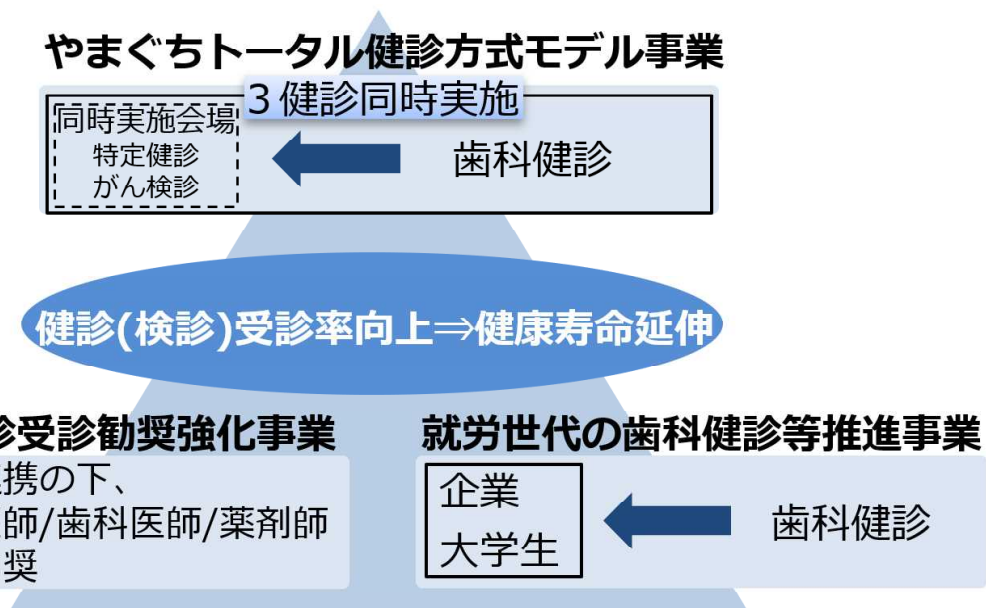 やまぐちトータル健診方式モデル事業
3健診同時実施
同時実施会場
特定健診
がん検診
歯科健診
健診(検診)受診率向上⇒健康寿命延伸
診受診勧奨強化事業
携の下、
師/歯科医師/薬剤師
奨
就労世代の歯科健診等推進事業
企業
大学生
歯科健診